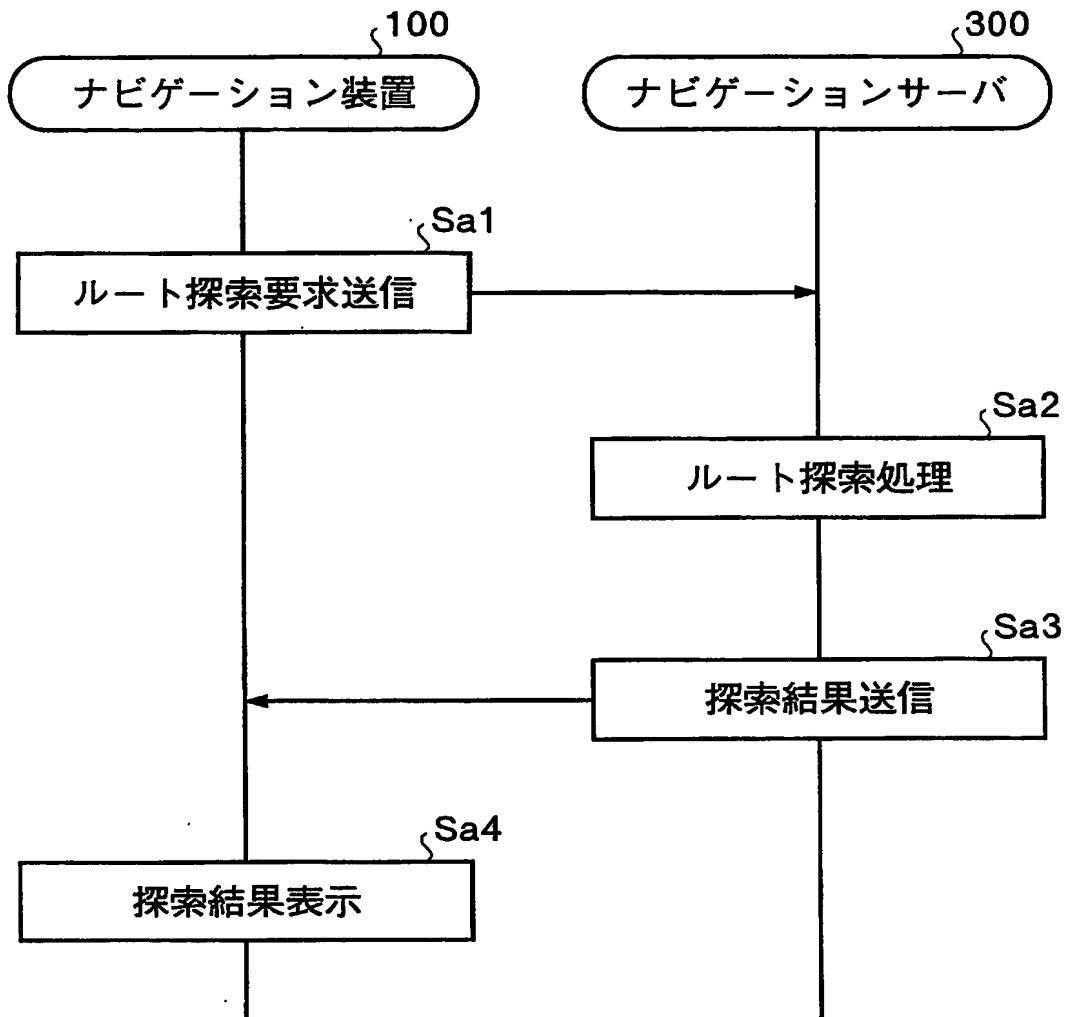 100
ナビゲーション装置
300
ナビゲーションサーバ
Sa1
ルート探索要求送信
Sa2
ルート探索処理
Sa3
探索結果送信
Sa4
探索結果表示